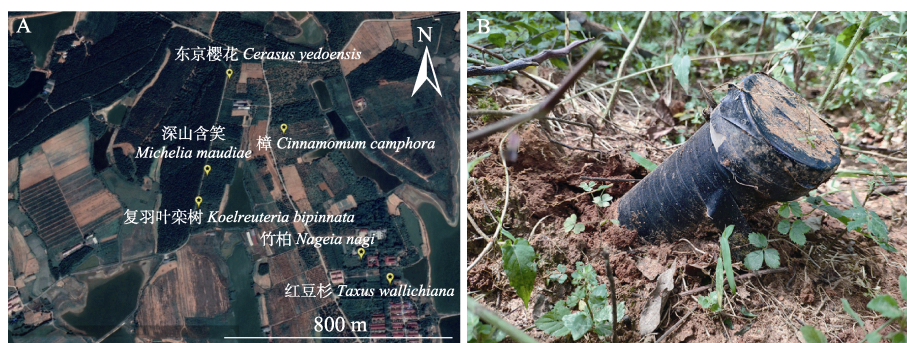 A
N
东京樱花 Cerasus yedoensis
深山含笑
Michelia maudiae
樟 Cinnamomum camphora
复羽叶栾树 Koelreuteria bipinnata
竹柏 Nageia nagi
红豆杉 Taxus wallichiana
800 m
B